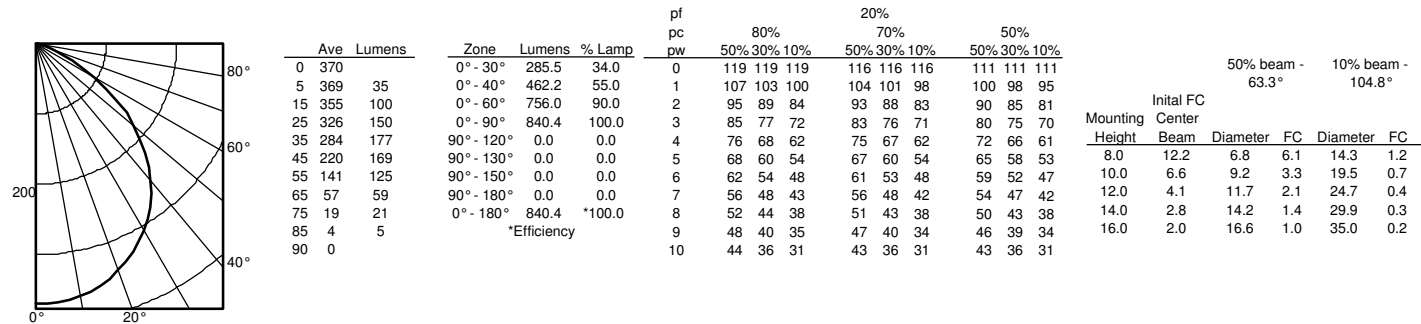 80°
60°
200
40°
0° 20°
Ave Lumens
0 370
5 369 35
15 355 100
25 326 150
35 284 177
45 220 169
55 141 125
65 57 59
75 19 21
85 4 5
90 0
Zone Lumens % Lamp
0° - 30° 285.5 34.0
0° - 40° 462.2 55.0
0° - 60° 756.0 90.0
0° - 90° 840.4 100.0
90° - 120° 0.0 0.0
90° - 130° 0.0 0.0
90° - 150° 0.0 0.0
90° - 180° 0.0 0.0
0° - 180° 840.4 *100.0
*Efficiency
pf 20%
pc 80% 70% 50%
pw 50% 30% 10% 50% 30% 10% 50% 30% 10%
0 119 119 119 116 116 116 111 111 111
1 107 103 100 104 101 98 100 98 95
2 95 89 84 93 88 83 90 85 81
3 85 77 72 83 76 71 80 75 70
4 76 68 62 75 67 62 72 66 61
5 68 60 54 67 60 54 65 58 53
6 62 54 48 61 53 48 59 52 47
7 56 48 43 56 48 42 54 47 42
8 52 44 38 51 43 38 50 43 38
9 48 40 35 47 40 34 46 39 34
10 44 36 31 43 36 31 43 36 31
50% beam - 10% beam -
63.3° 104.8°
Inital FC
Mounting Center
Height Beam Diameter FC Diameter FC
8.0 12.2 6.8 6.1 14.3 1.2
10.0 6.6 9.2 3.3 19.5 0.7
12.0 4.1 11.7 2.1 24.7 0.4
14.0 2.8 14.2 1.4 29.9 0.3
16.0 2.0 16.6 1.0 35.0 0.2